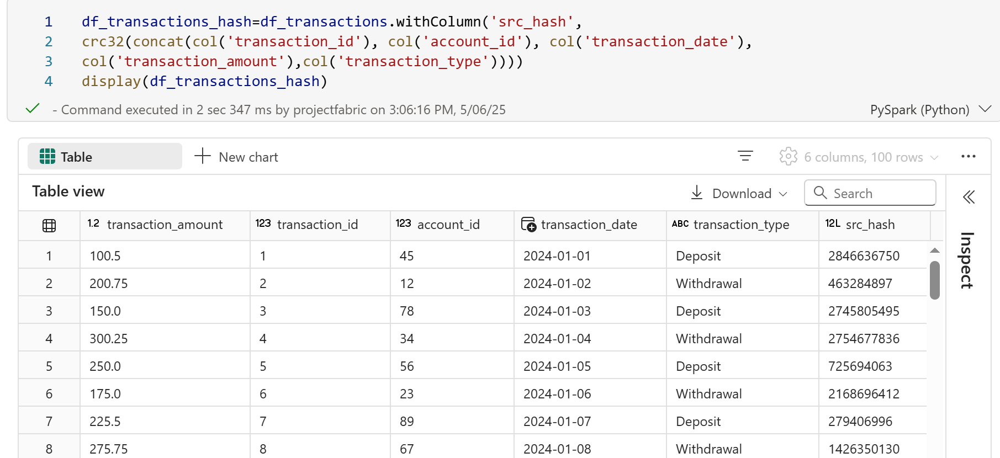 1 df_transactions_hash=df_transactions.withColumn('src_hash',
2 crc32(concat(col('transaction_id'), col('account_id'), col('transaction_date'),
3 col('transaction_amount'),col('transaction_type'))))
4 display(df_transactions_hash)
- Command executed in 2 sec 347 ms by projectfabric on 3:06:16 PM, 5/06/25 PySpark (Python)
Table New chart 6 columns, 100 rows
Table view Download Search
1.2 transaction_amount 123 transaction_id 123 account_id transaction_date ABC transaction_type 12L src_hash
1 100.5 1 45 2024-01-01 Deposit 2846636750
2 200.75 2 12 2024-01-02 Withdrawal 463284897
3 150.0 3 78 2024-01-03 Deposit 2745805495
4 300.25 4 34 2024-01-04 Withdrawal 2754677836
5 250.0 5 56 2024-01-05 Deposit 725694063
6 175.0 6 23 2024-01-06 Withdrawal 2168696412
7 225.5 7 89 2024-01-07 Deposit 279406996
8 275.75 8 67 2024-01-08 Withdrawal 1426350130
Inspect